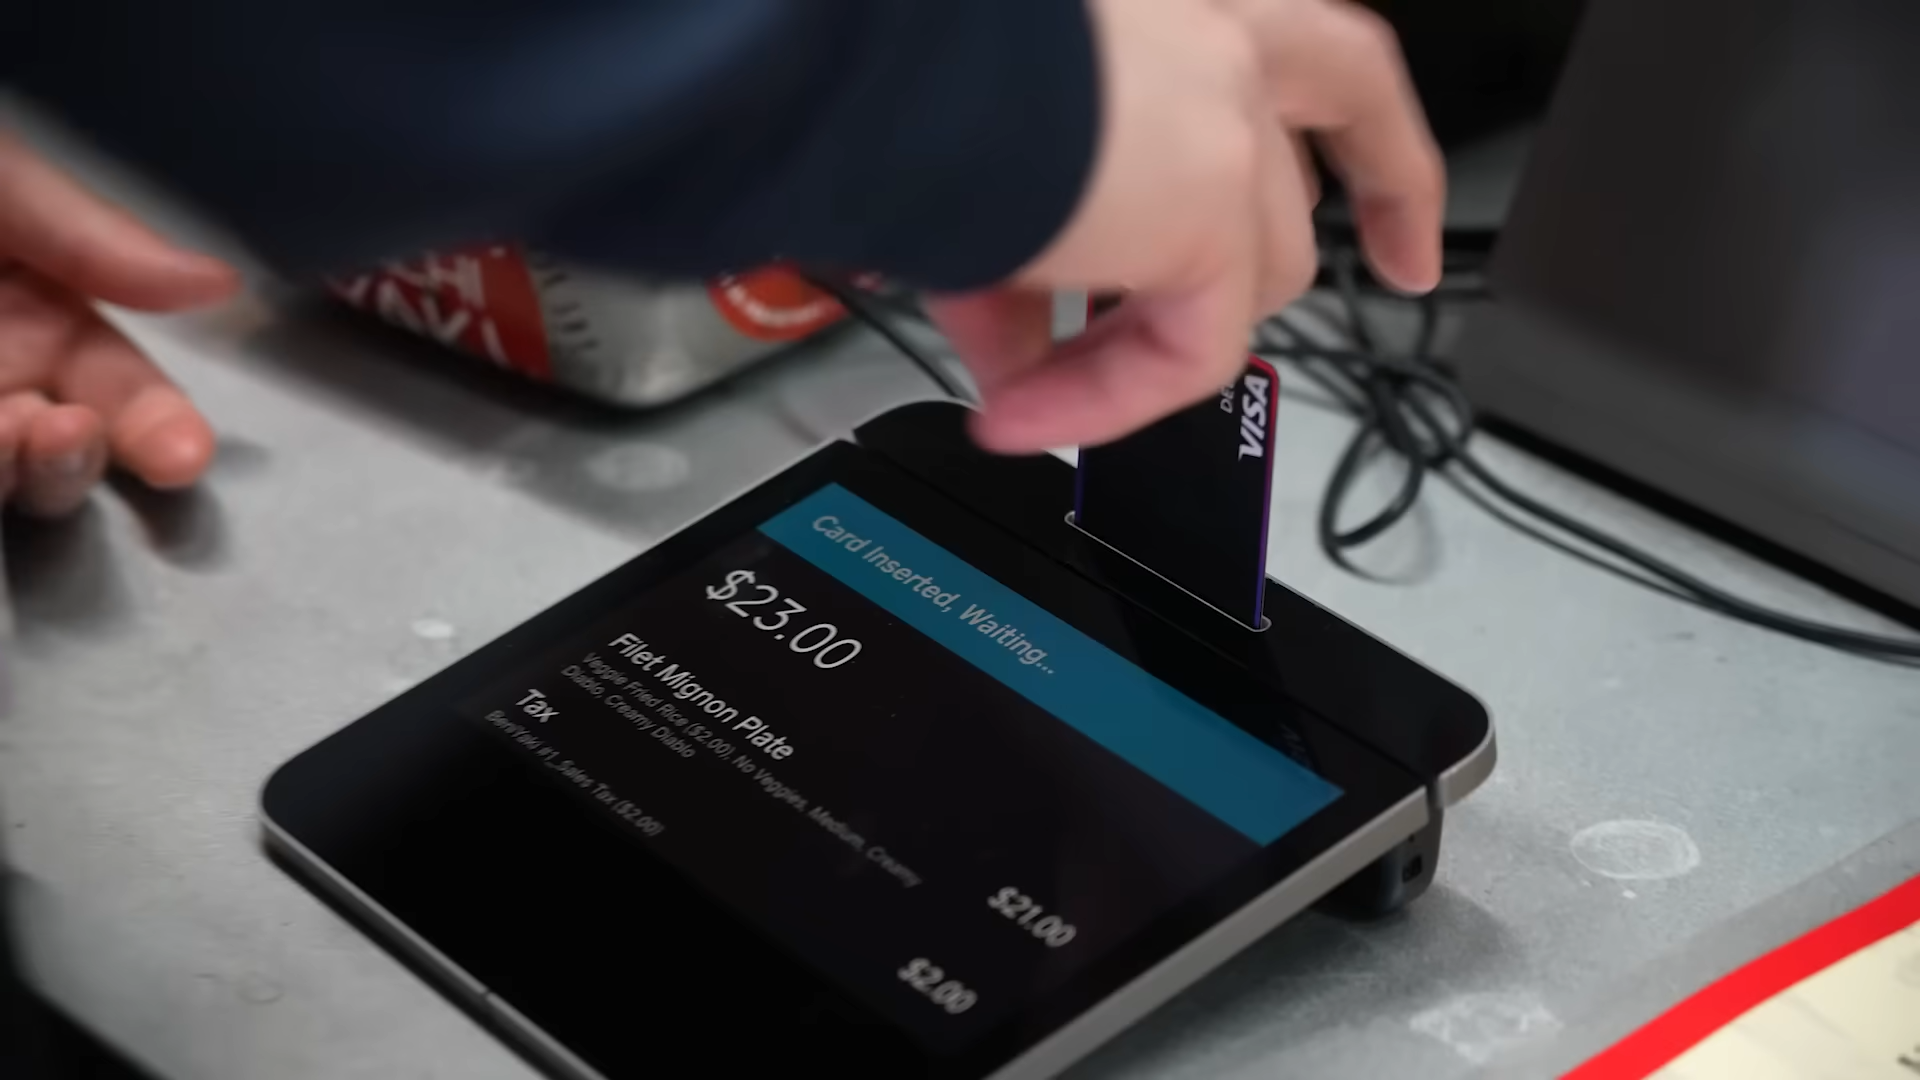 VISA
Card Inserted, Waiting...
$23.00
Filet Mignon Plate
$21.00
Veggie Fried Rice ($2.00), No Veggies, Medium, Creamy
Diablo, Creamy Diablo
Tax
$2.00
BeniYaki #1_Sales Tax ($2.00)